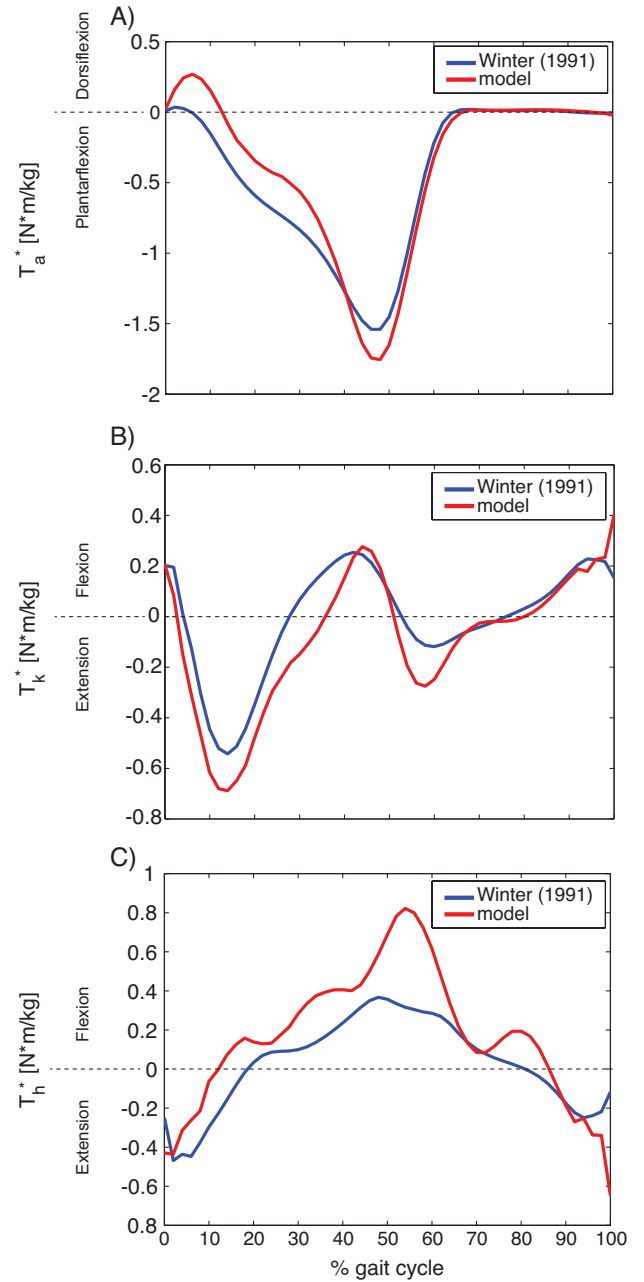 A)
Dorsiflexion
Plantarflexion
T_a^* [N*m/kg]
0.5
0
-0.5
-1
-1.5
-2
Winter (1991)
model
B)
Flexion
Extension
T_k^* [N*m/kg]
0.6
0.4
0.2
0
-0.2
-0.4
-0.6
-0.8
Winter (1991)
model
C)
Flexion
Extension
T_h^* [N*m/kg]
1
0.8
0.6
0.4
0.2
0
-0.2
-0.4
-0.6
0.8
Winter (1991)
model
0 10 20 30 40 50 60 70 80 90 100
% gait cycle